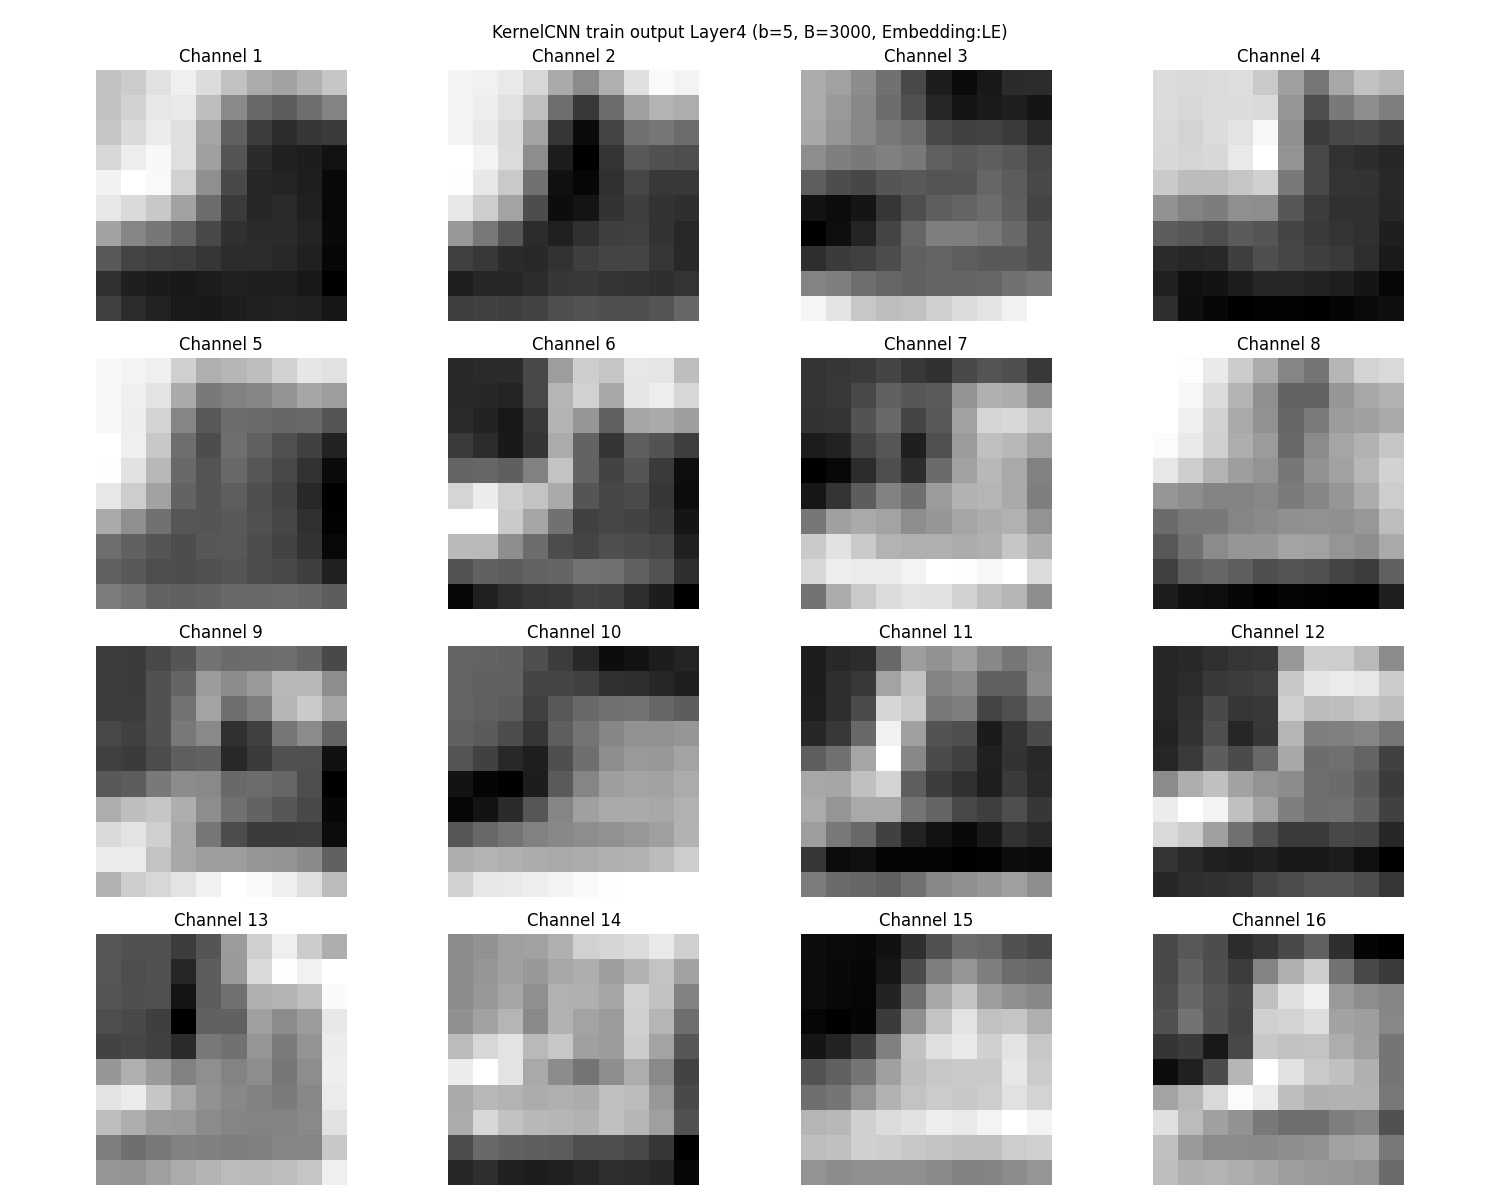 KernelCNN train output Layer4 (b=5, B=3000, Embedding:LE)
Channel 1
Channel 2
Channel 3
Channel 4
Channel 5
Channel 6
Channel 7
Channel 8
Channel 9
Channel 10
Channel 11
Channel 12
Channel 13
Channel 14
Channel 15
Channel 16